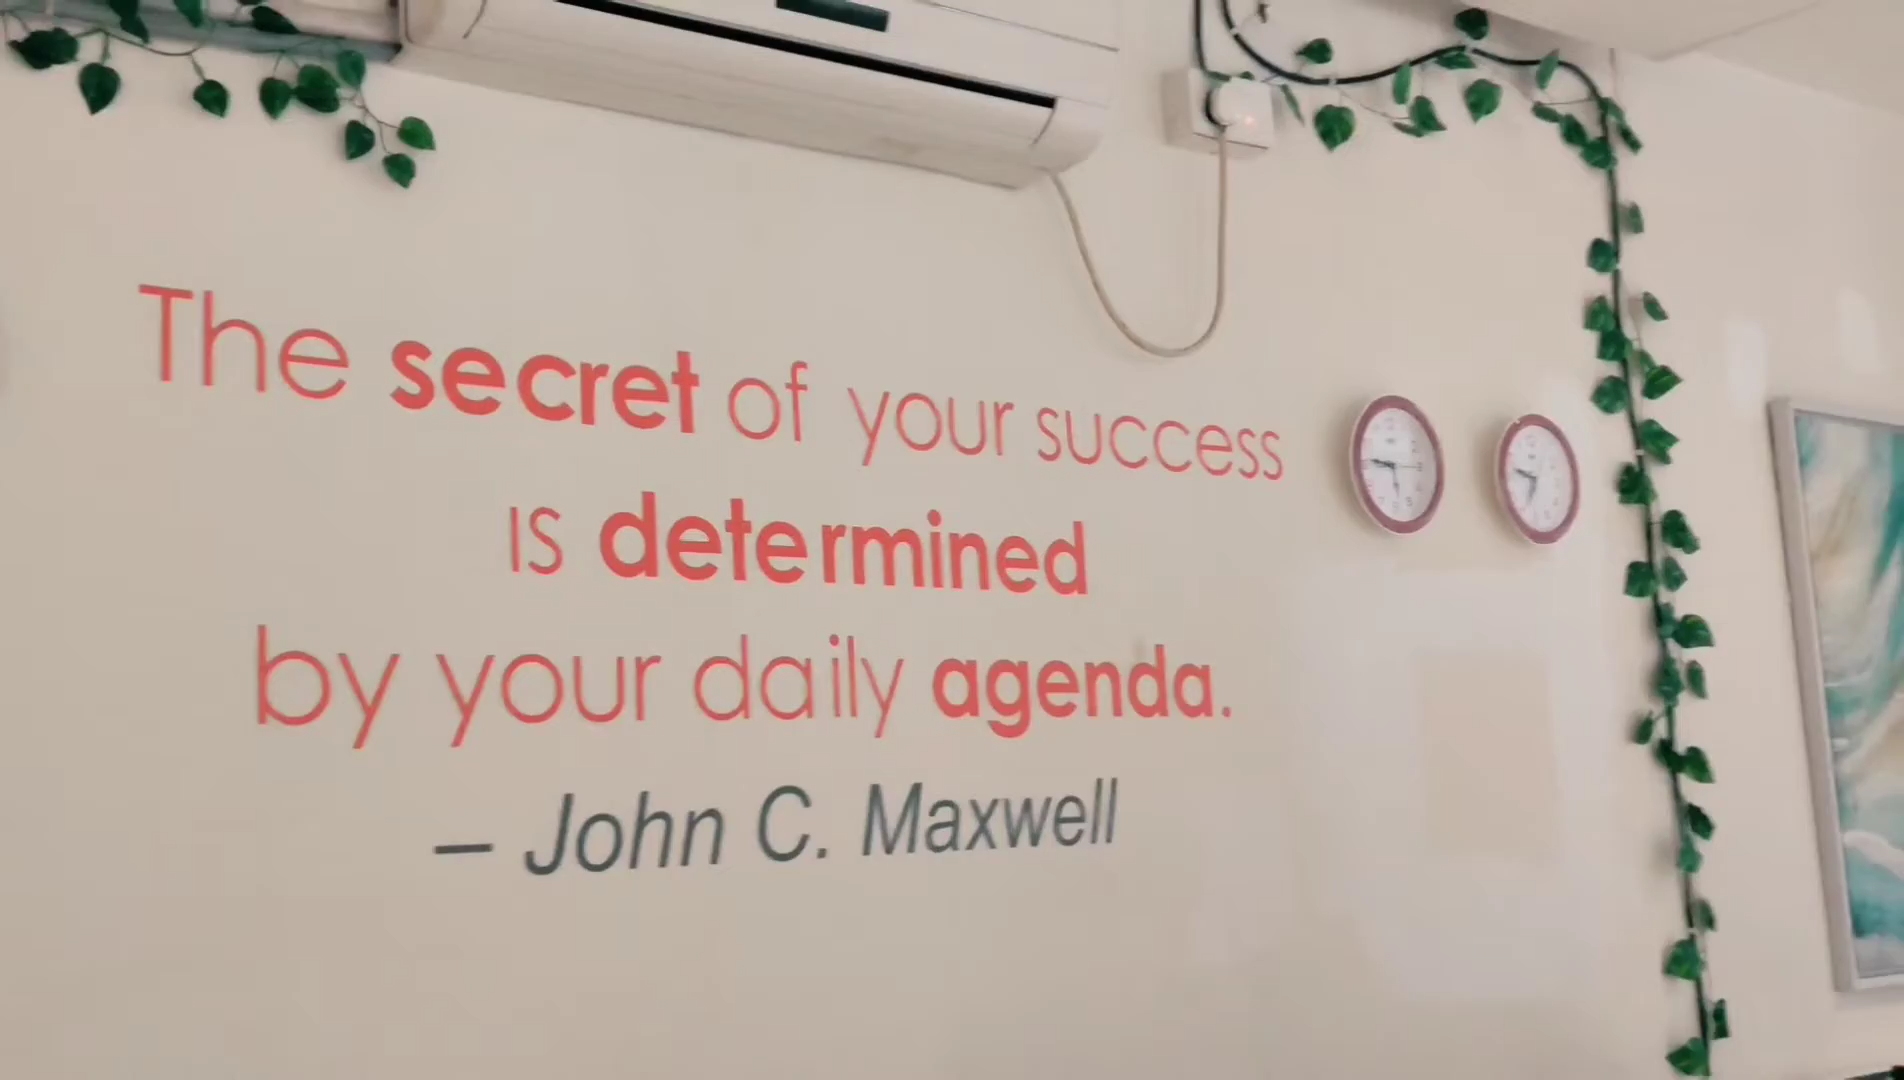 The secret of your success
is determined
by your daily agenda.
– John C. Maxwell